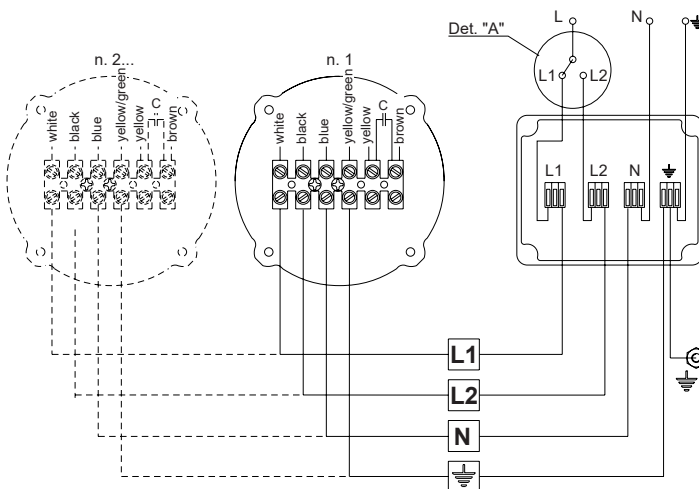 n. 2...
white
black
blue
yellow/green
yellow
C
brown
n. 1
white
black
blue
yellow/green
yellow
C
brown
Det. "A"
L
N
L1
L2
L1
L2
N
L1
L2
N